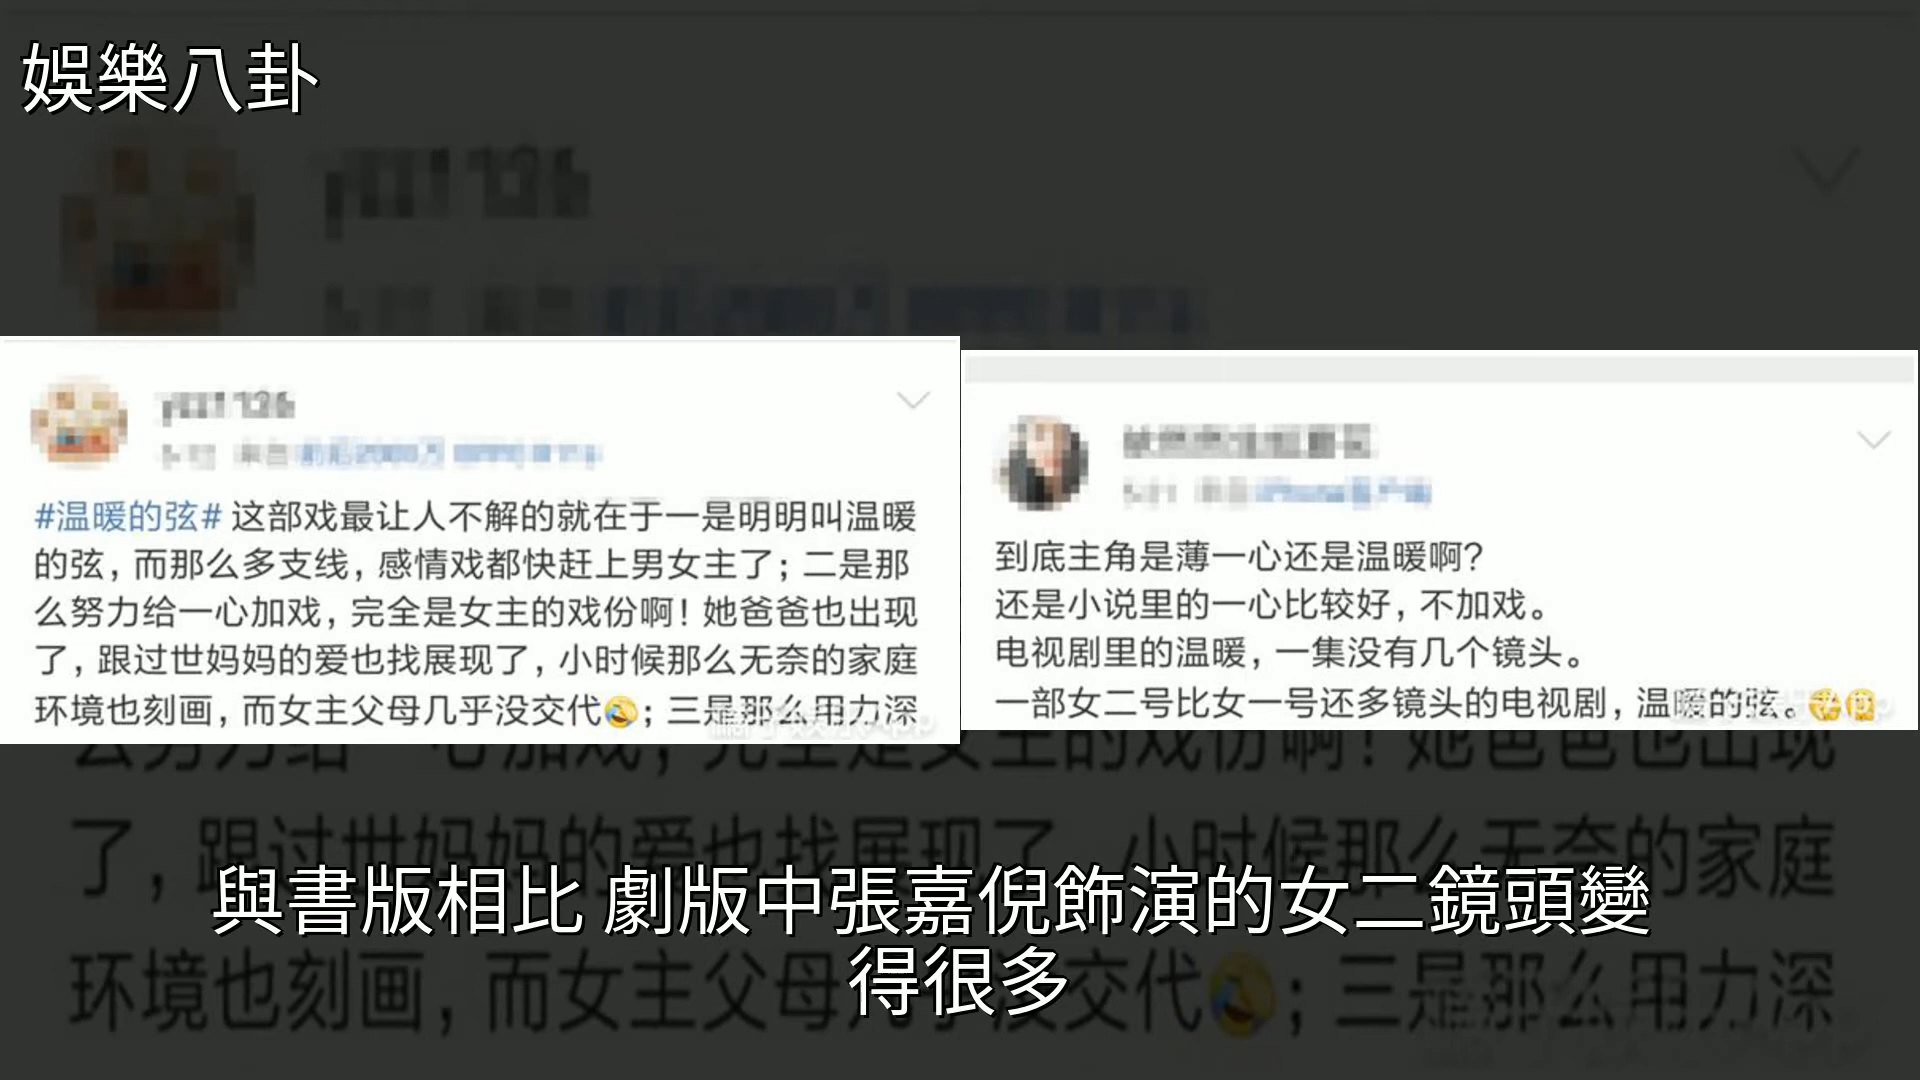 娛樂八卦
#温暖的弦# 这部戏最让人不解的就在于一是明明叫温暖
的弦，而那么多支线，感情戏都快赶上男女主了；二是那
么努力给一心加戏，完全是女主的戏份啊！她爸爸也出现
了，跟过世妈妈的爱也找展现了，小时候那么无奈的家庭
环境也刻画，而女主父母几乎没交代🤣；三是那么用力深
到底主角是薄一心还是温暖啊？
还是小说里的一心比较好，不加戏。
电视剧里的温暖，一集没有几个镜头。
一部女二号比女一号还多镜头的电视剧，温暖的弦。
與書版相比 劇版中張嘉倪飾演的女二鏡頭變
得很多